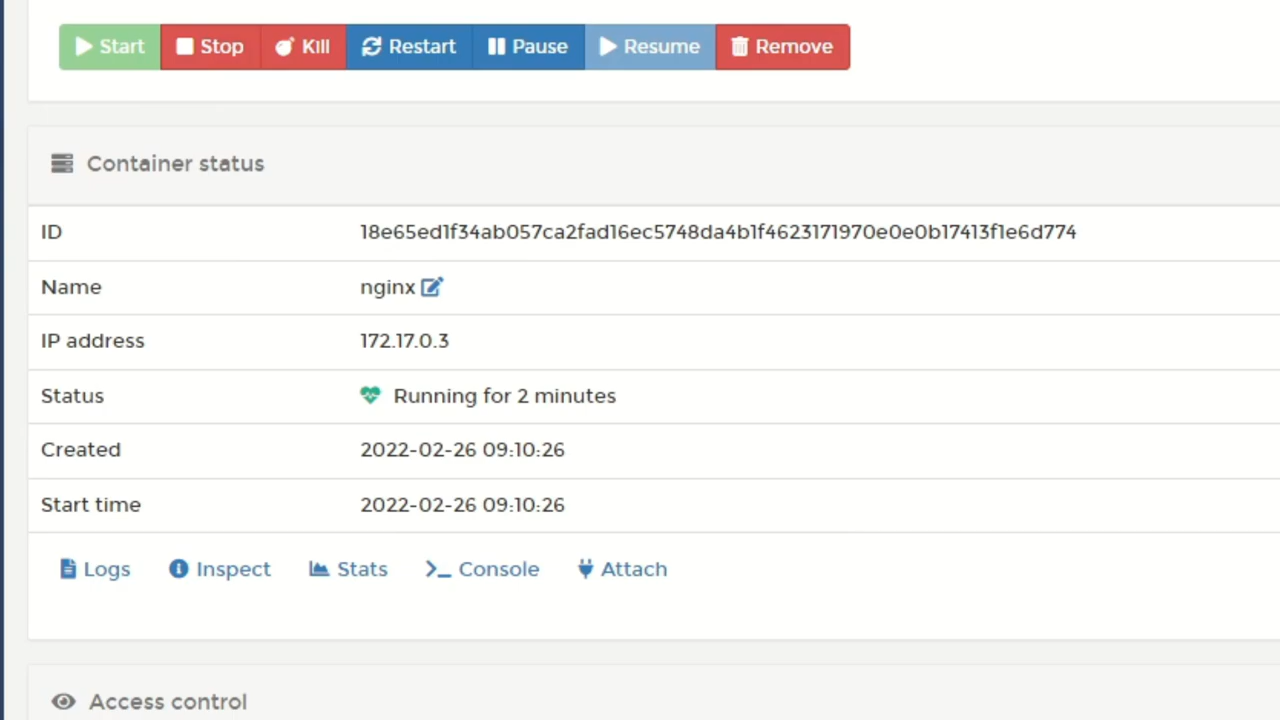 Start Stop Kill Restart Pause Resume Remove
Container status
ID 18e65ed1f34ab057ca2fad16ec5748da4b1f4623171970e0e0b17413f1e6d774
Name nginx
IP address 172.17.0.3
Status Running for 2 minutes
Created 2022-02-26 09:10:26
Start time 2022-02-26 09:10:26
Logs Inspect Stats Console Attach
Access control